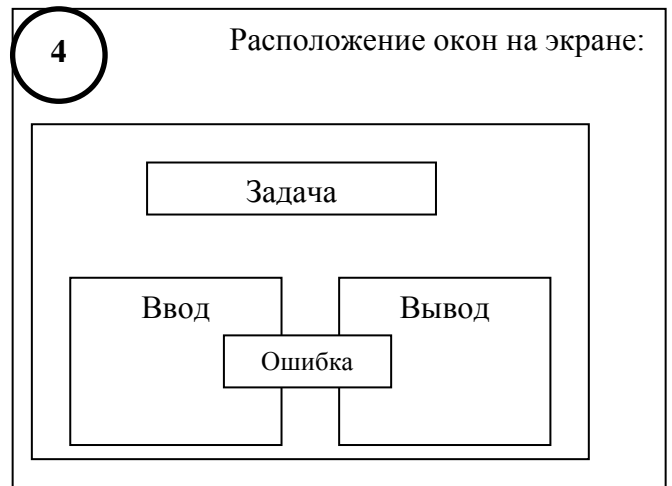 4
Расположение окон на экране:
Задача
Ввод
Вывод
Ошибка